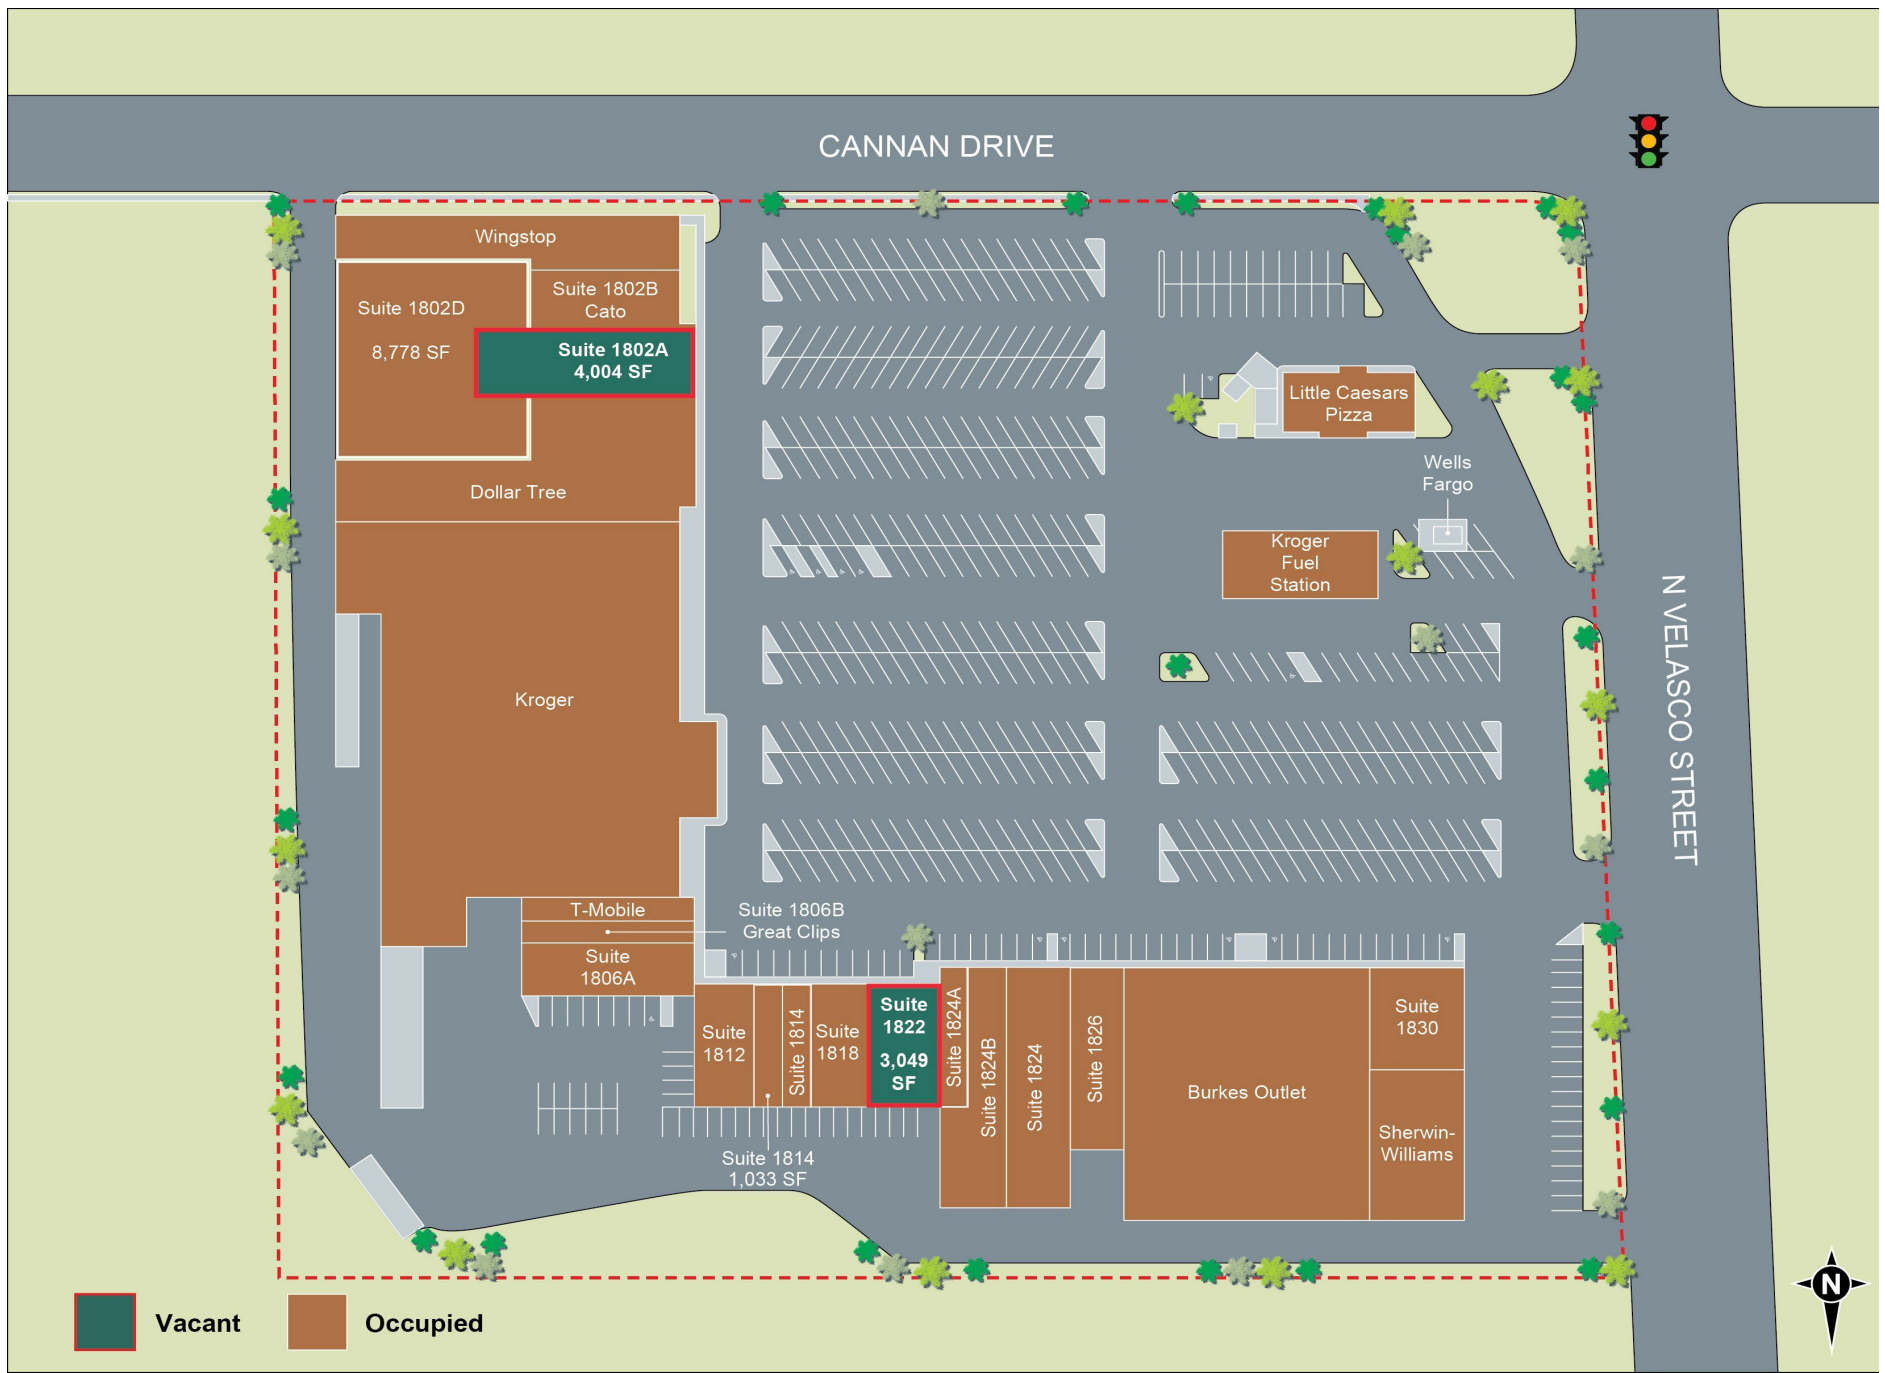 CANNAN DRIVE
Wingstop
Suite 1802D
8,778 SF
Suite 1802B
Cato
Suite 1802A
4,004 SF
Dollar Tree
Kroger
Little Caesars
Pizza
Wells
Fargo
Kroger
Fuel
Station
N VELASCO STREET
T-Mobile
Suite 1806B
Great Clips
Suite
1806A
Suite
1812
Suite 1814
1,033 SF
Suite 1814
Suite
1818
Suite
1822
3,049
SF
Suite 1824A
Suite 1824B
Suite 1824
Suite 1826
Burkes Outlet
Suite
1830
Sherwin-
Williams
Vacant
Occupied
N